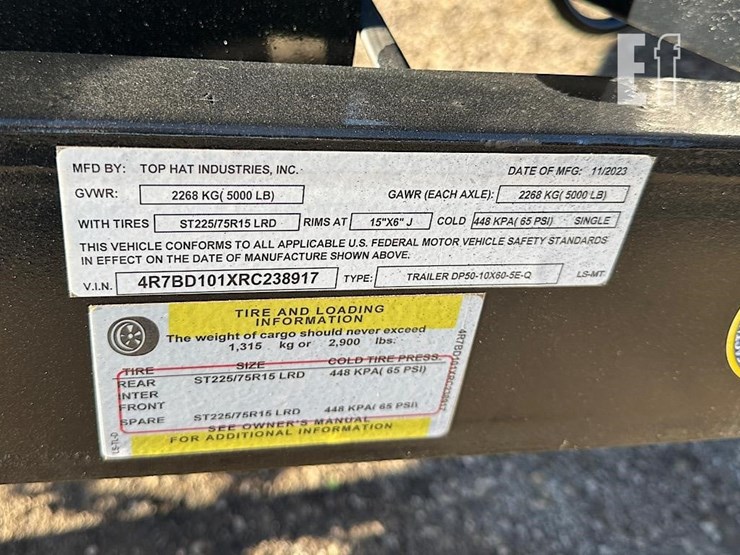 Ef
MFD BY: TOP HAT INDUSTRIES, INC. DATE OF MFG: 11/2023
GVWR: 2268 KG( 5000 LB) GAWR (EACH AXLE): 2268 KG( 5000 LB)
WITH TIRES ST225/75R15 LRD RIMS AT 15"X6" J COLD 448 KPA( 65 PSI) SINGLE
THIS VEHICLE CONFORMS TO ALL APPLICABLE U.S. FEDERAL MOTOR VEHICLE SAFETY STANDARDS
IN EFFECT ON THE DATE OF MANUFACTURE SHOWN ABOVE.
V.I.N. 4R7BD101XRC238917 TYPE: TRAILER DP50-10X60-5E-Q LS-MT
TIRE AND LOADING
INFORMATION
The weight of cargo should never exceed
1,315 kg or 2,900 lbs.
TIRE SIZE COLD TIRE PRESS.
REAR ST225/75R15 LRD 448 KPA( 65 PSI)
NTER
FRONT
SPARE ST225/75R15 LRD 448 KPA( 65 PSI)
SEE OWNER'S MANUAL
FOR ADDITIONAL INFORMATION
4R7BD101XRC238917
LS-TL-D